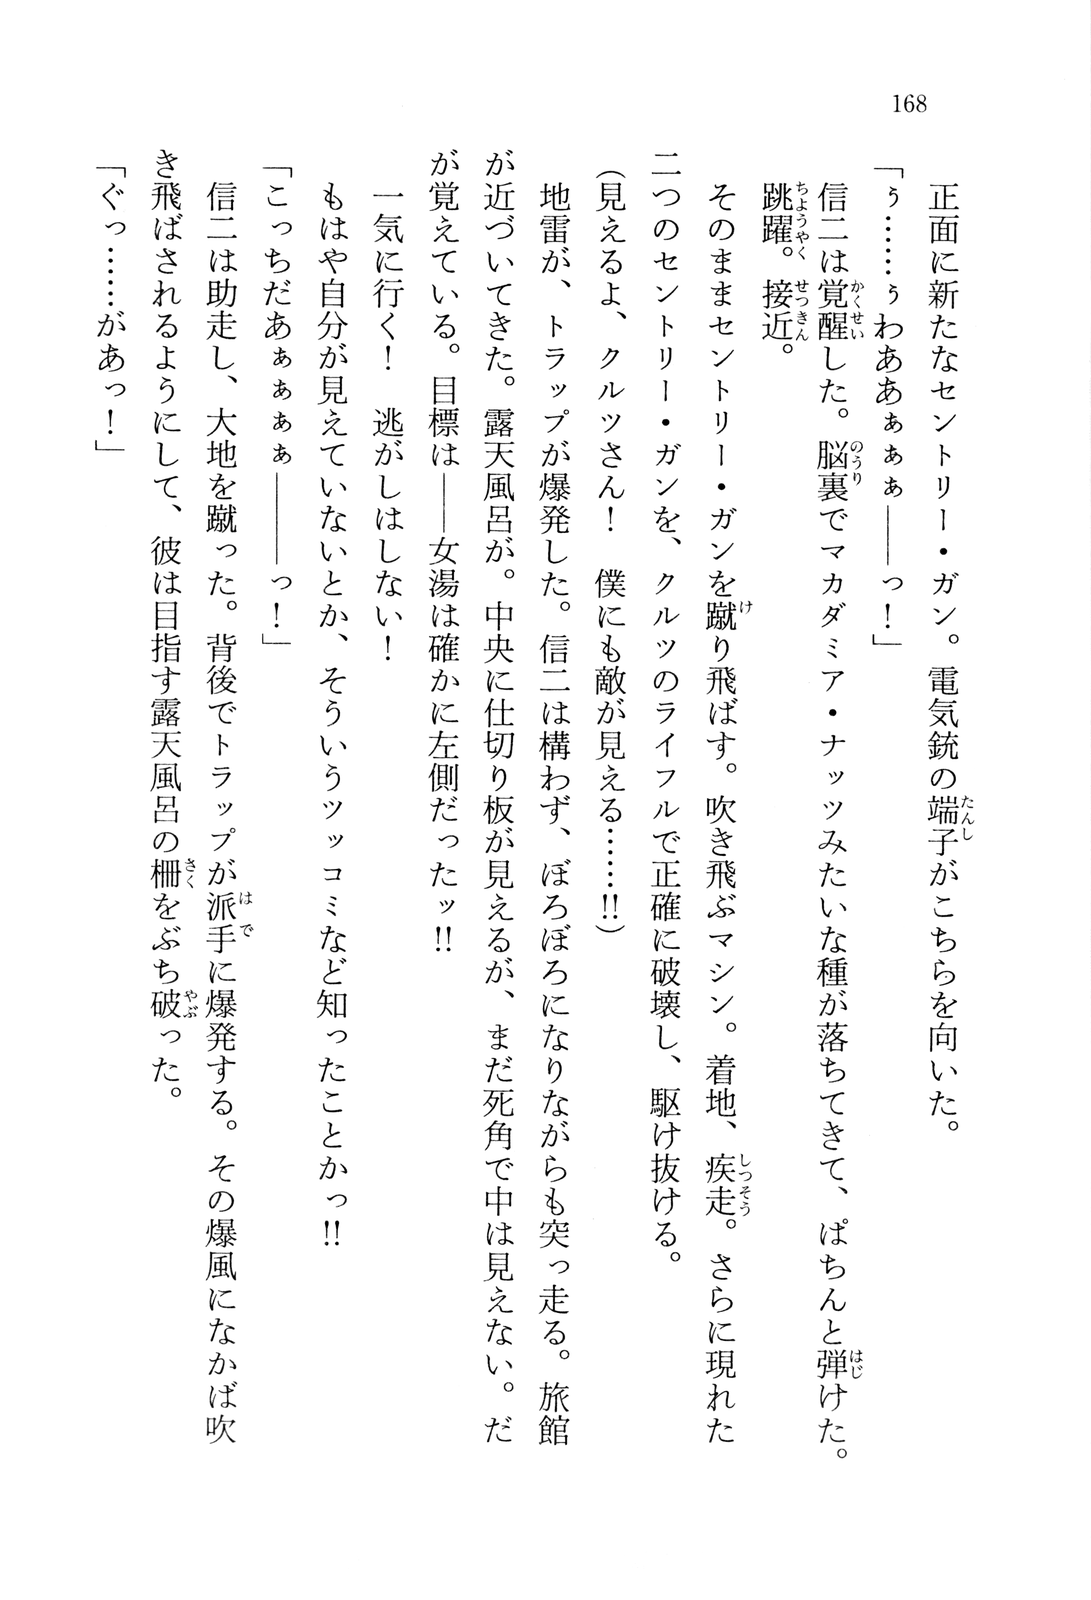 168
正面に新たなセントリー・ガン。電気銃の端子がこちらを向いた。
「ぅ……ぅわああぁぁぁ――っ！」
信二は覚醒した。脳裏でマカダミア・ナッツみたいな種が落ちてきて、ぱちんと弾けた。
跳躍。接近。
そのままセントリー・ガンを蹴り飛ばす。吹き飛ぶマシン。着地、疾走。さらに現れた
二つのセントリー・ガンを、クルツのライフルで正確に破壊し、駆け抜ける。
（見えるよ、クルツさん！　僕にも敵が見える……!!）
地雷が、トラップが爆発した。信二は構わず、ぼろぼろになりながらも突っ走る。旅館
が近づいてきた。露天風呂が。中央に仕切り板が見えるが、まだ死角で中は見えない。だ
が覚えている。目標は――女湯は確かに左側だったッ!!
一気に行く！　逃がしはしない！
もはや自分が見えていないとか、そういうツッコミなど知ったことかっ!!
「こっちだあぁぁぁぁ――――っ！」
信二は助走し、大地を蹴った。背後でトラップが派手に爆発する。その爆風になかば吹
き飛ばされるようにして、彼は目指す露天風呂の柵をぶち破った。
「ぐっ……があっ！」